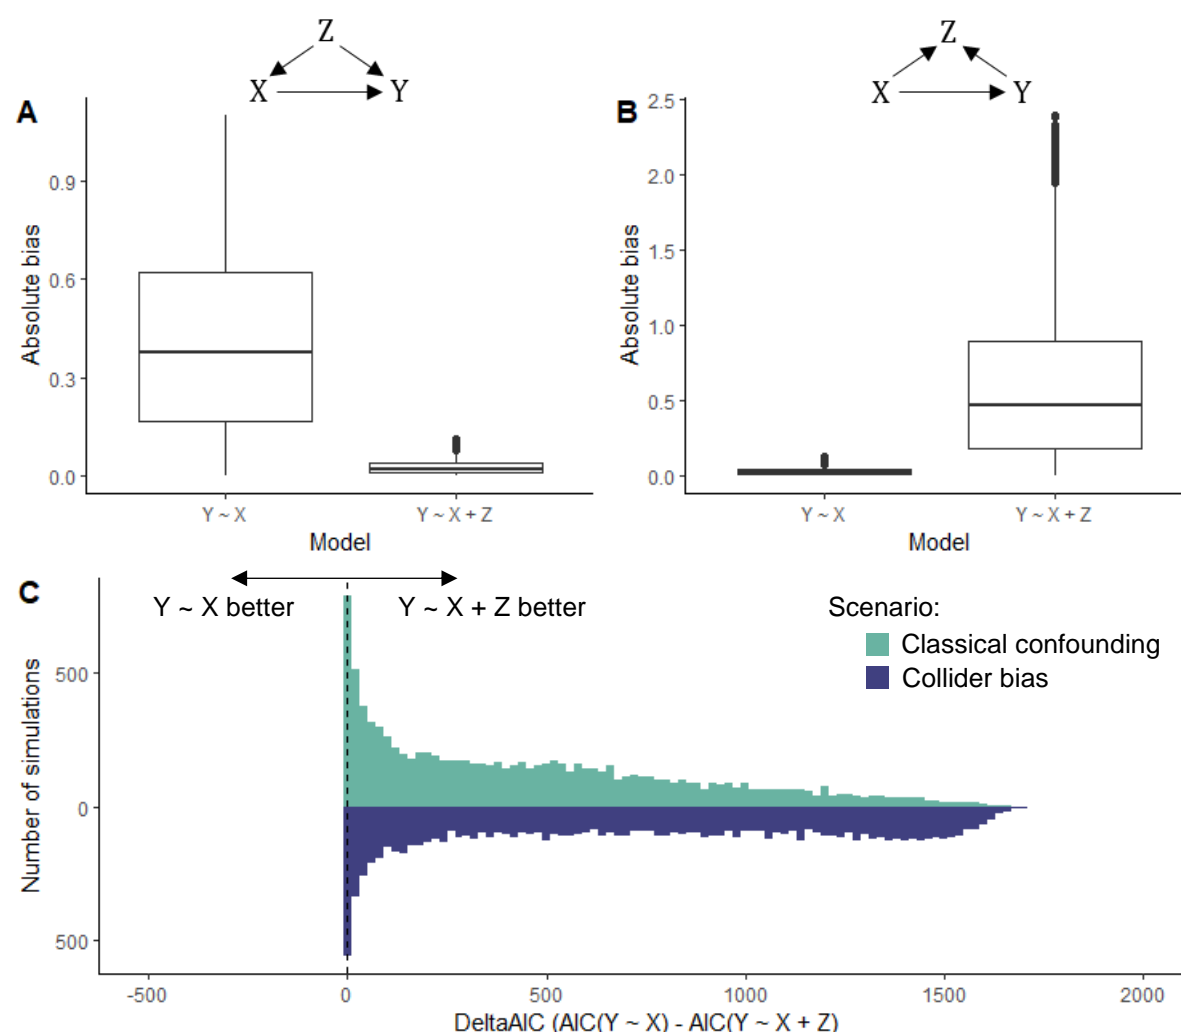 Z
X Y
A
0.9
0.6
0.3
0.0
Absolute bias
Y ~ X
Y ~ X + Z
Model
Z
X Y
B
2.5
2.0
1.5
1.0
0.5
0.0
Absolute bias
Y ~ X
Y ~ X + Z
Model
C
Y ~ X better
Y ~ X + Z better
Scenario:
Classical confounding
Collider bias
500
0
500
Number of simulations
-500
0
500
1000
1500
2000
DeltaAIC (AIC(Y ~ X) - AIC(Y ~ X + Z)